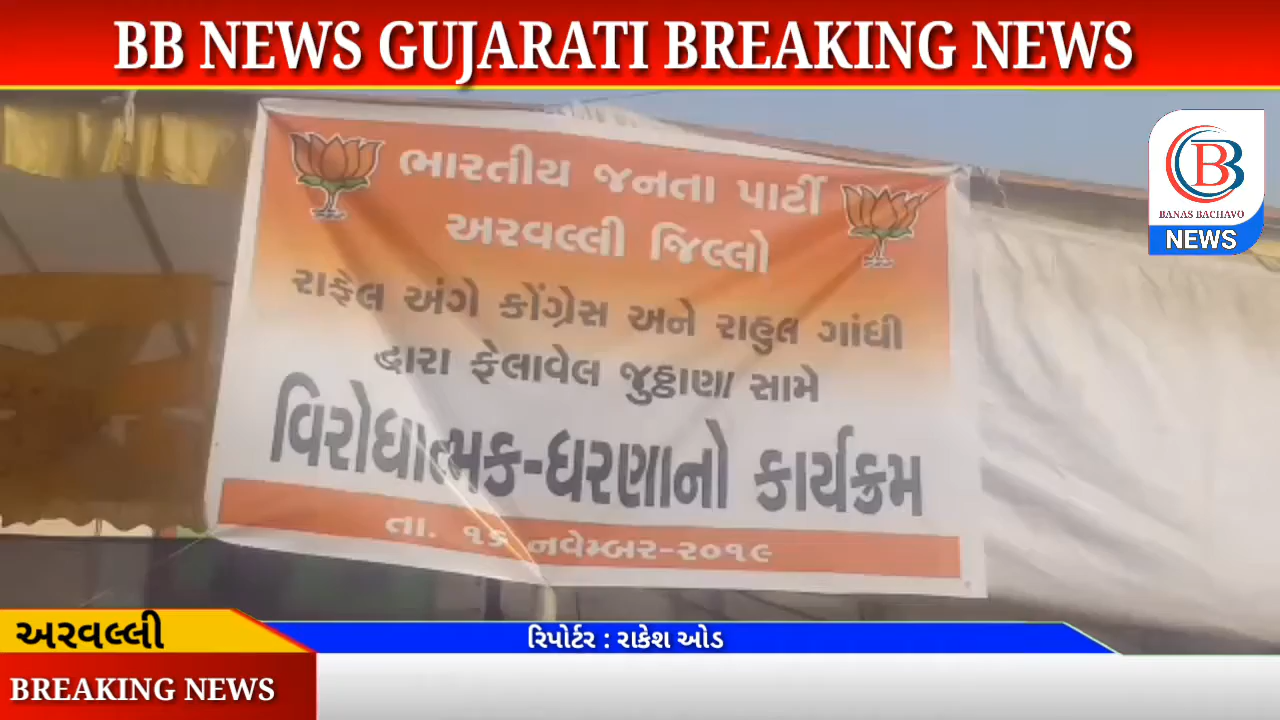 BB NEWS GUJARATI BREAKING NEWS
ભારતીય જનતા પાર્ટી
અરવલ્લી જિલ્લો
રાફેલ અંગે કોંગ્રેસ અને રાહુલ ગાંધી
દ્વારા ફેલાવેલ જુઠ્ઠાણા સામે
વિરોધાત્મક-ધરણાનો કાર્યક્રમ
તા. ૧૬ નવેમ્બર-૨૦૧૯
B
BANAS BACHAVO
NEWS
અરવલ્લી
રિપોર્ટર : રાકેશ ઓડ
BREAKING NEWS